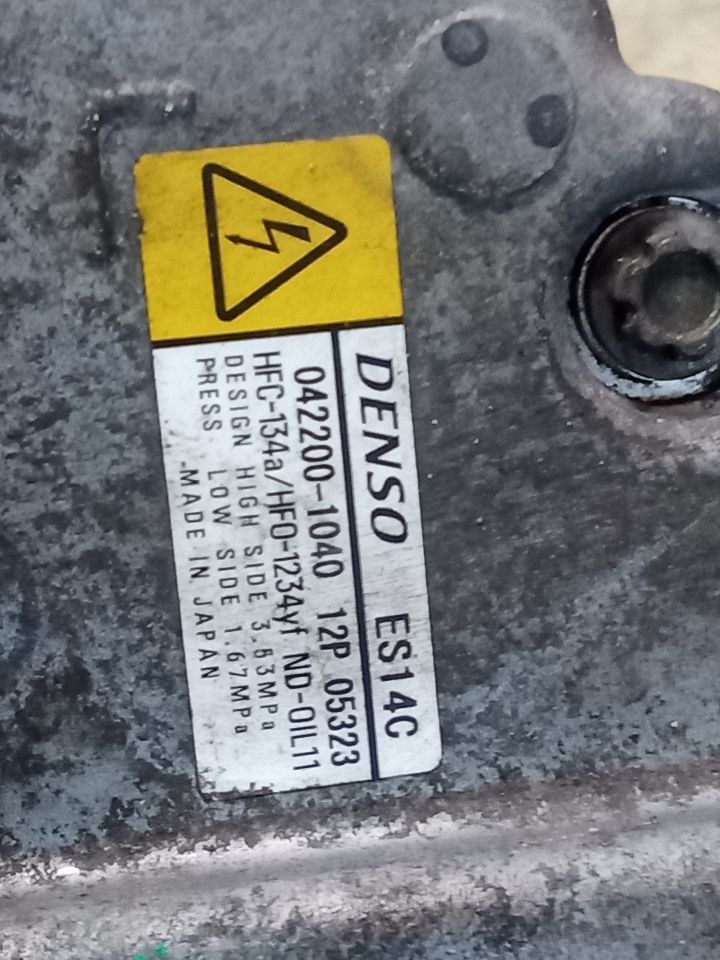 DENSO ES14C
042200-1040 12P 05323
HFC-134a/HFO-1234yf ND-OIL11
DESIGN HIGH SIDE 3.53MPa
PRESS LOW SIDE 1.67MPa
MADE IN JAPAN